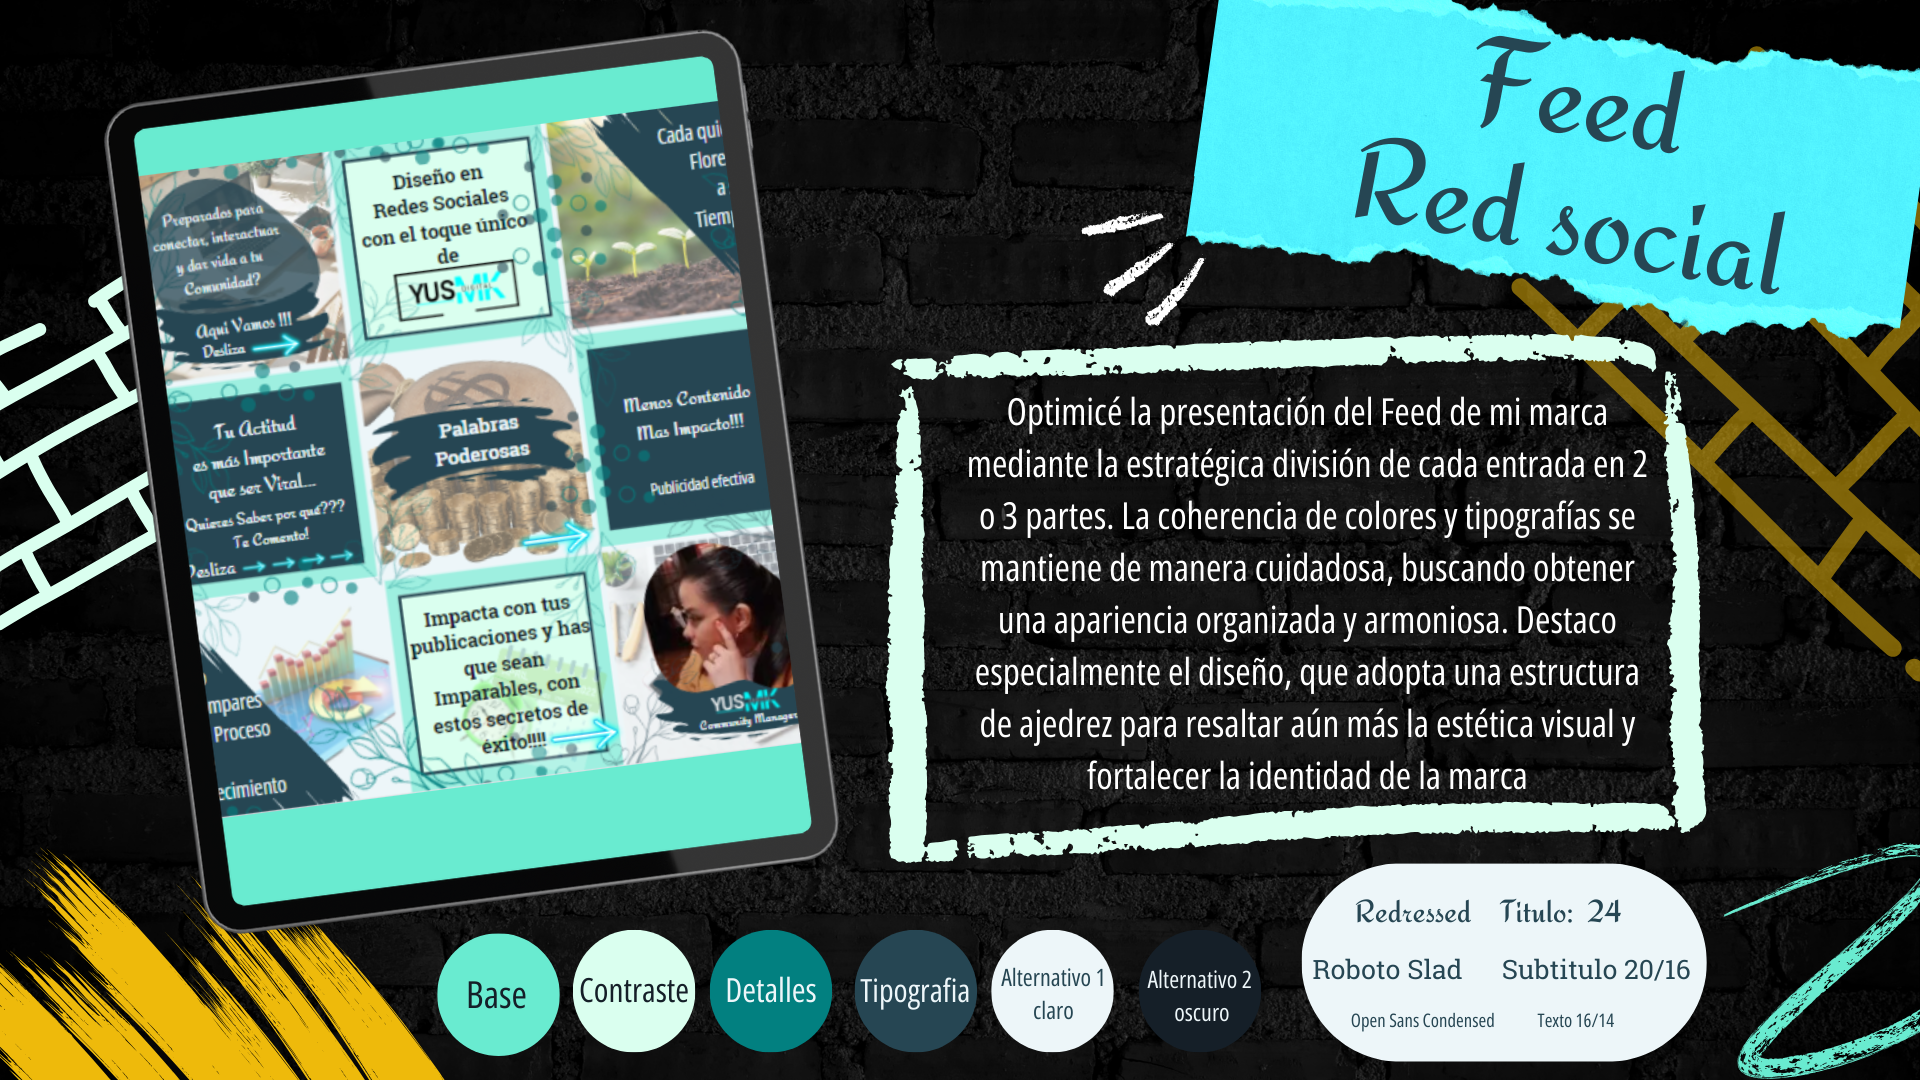 Feed
Red social
Preparados para
conectar, interactuar
y dar vida a tu
Comunidad?
Aqui Vamos !!!
Desliza
Diseño en
Redes Sociales
con el toque único
de
YUSMK
DIGITAL
Cada qui
Flore
a
Tiem
Tu Actitud
es más Importante
que ser Viral...
Quieres Saber por qué???
Te Comento!
Desliza
Palabras
Poderosas
Menos Contenido
Mas Impacto!!!
Publicidad efectiva
mpares
Proceso
ecimiento
Impacta con tus
publicaciones y has
que sean
Imparables, con
estos secretos de
éxito!!!!
YUSMK
Community Manager
Optimicé la presentación del Feed de mi marca
mediante la estratégica división de cada entrada en 2
o 3 partes. La coherencia de colores y tipografías se
mantiene de manera cuidadosa, buscando obtener
una apariencia organizada y armoniosa. Destaco
especialmente el diseño, que adopta una estructura
de ajedrez para resaltar aún más la estética visual y
fortalecer la identidad de la marca
Base
Contraste
Detalles
Tipografia
Alternativo 1
claro
Alternativo 2
oscuro
Redressed Titulo: 24
Roboto Slad Subtitulo 20/16
Open Sans Condensed Texto 16/14